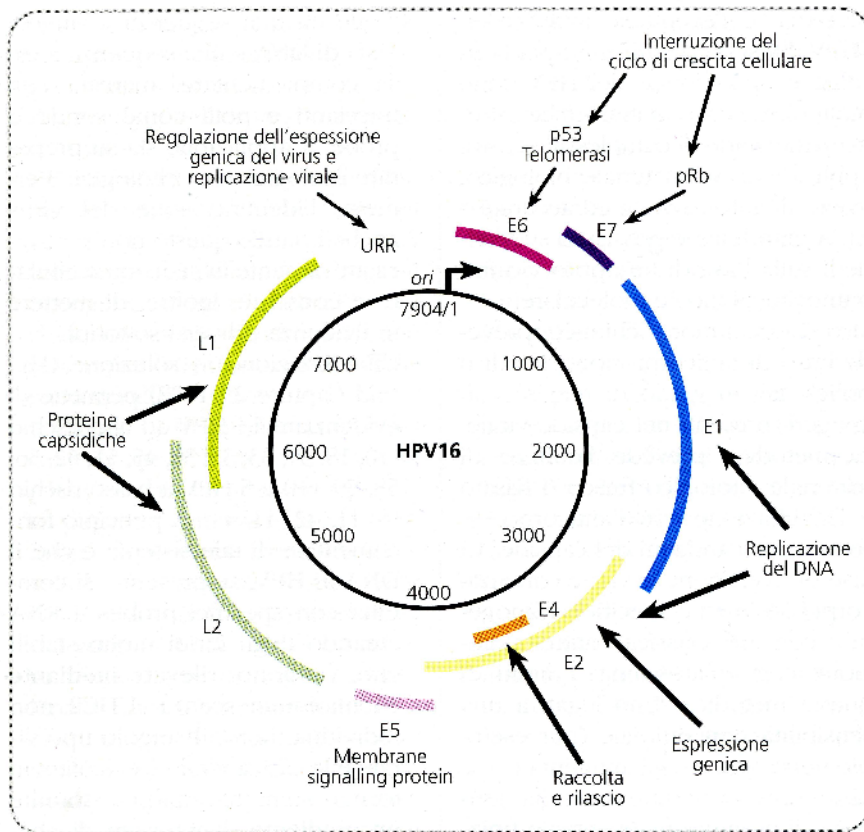 Interruzione del
ciclo di crescita cellulare
Regolazione dell'espessione
genica del virus e
replicazione virale
p53
Telomerasi
pRb
URR
E6
E7
ori
7904/1
L1
7000
1000
Proteine
capsidiche
6000
HPV16
2000
E1
5000
3000
Replicazione
del DNA
4000
E4
L2
E2
E5
Membrane
signalling protein
Raccolta
e rilascio
Espressione
genica